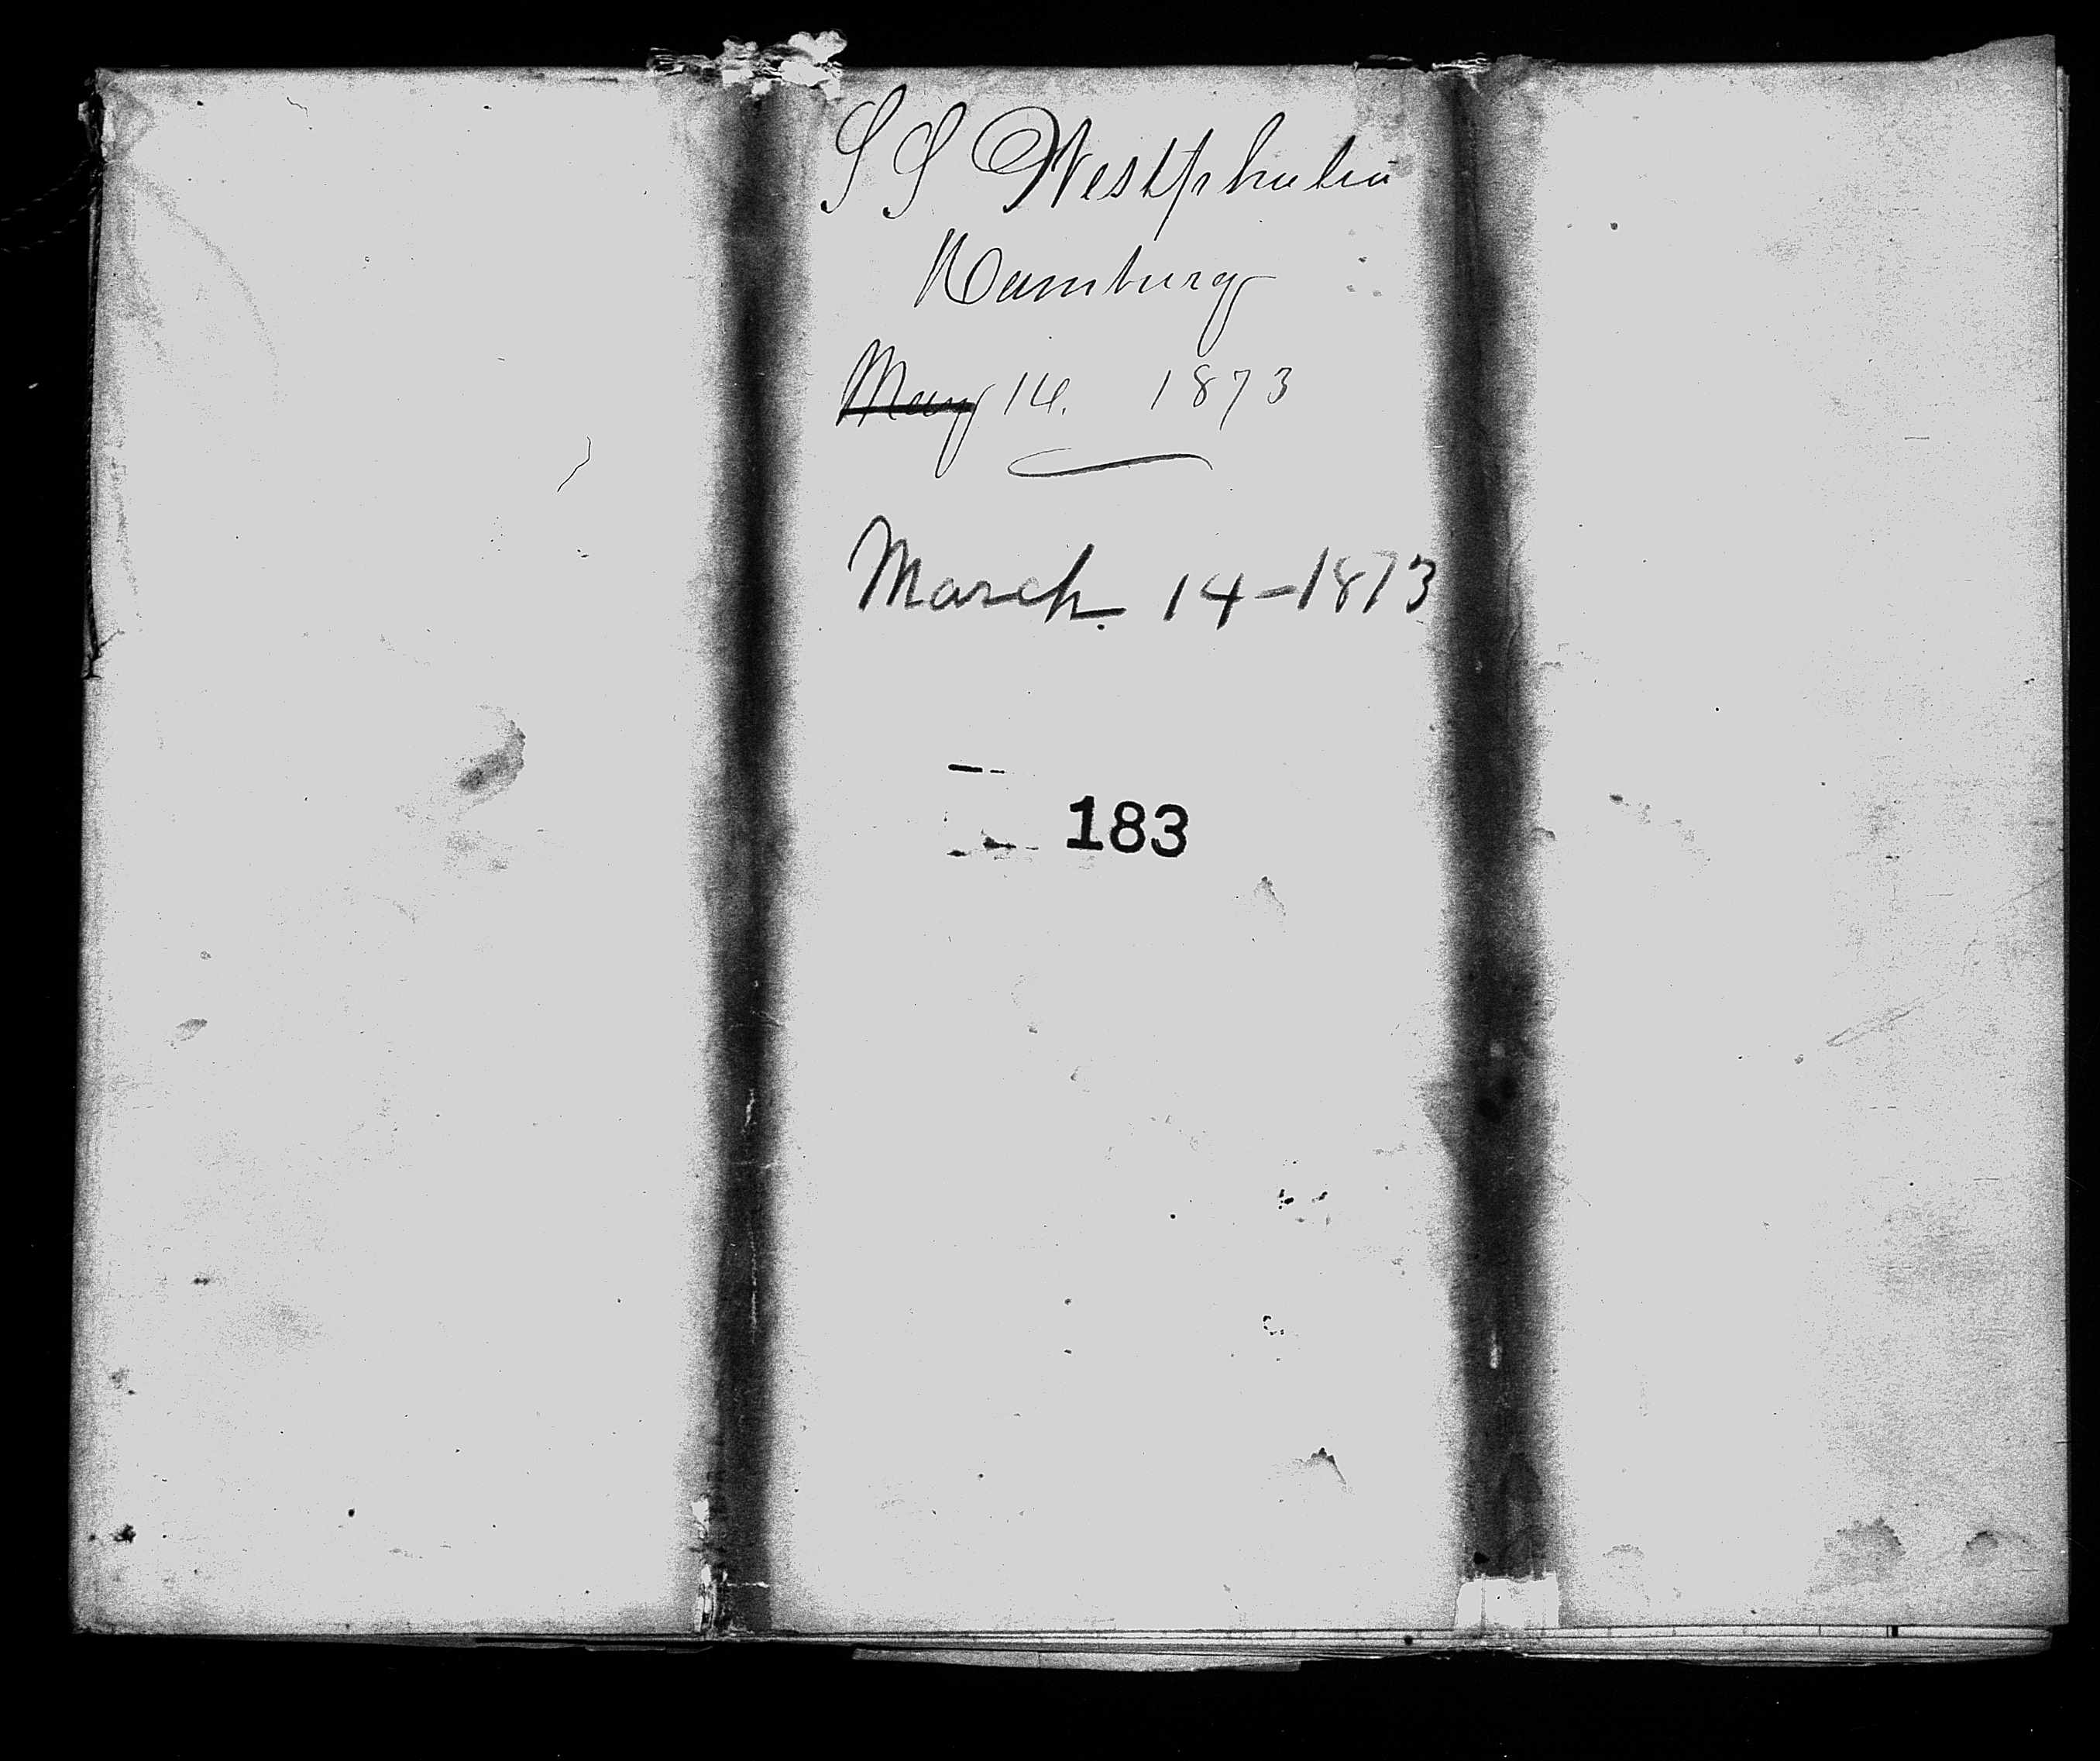 S S Westphalia
Hamburg
May 14. 1873
March. 14-1873
183